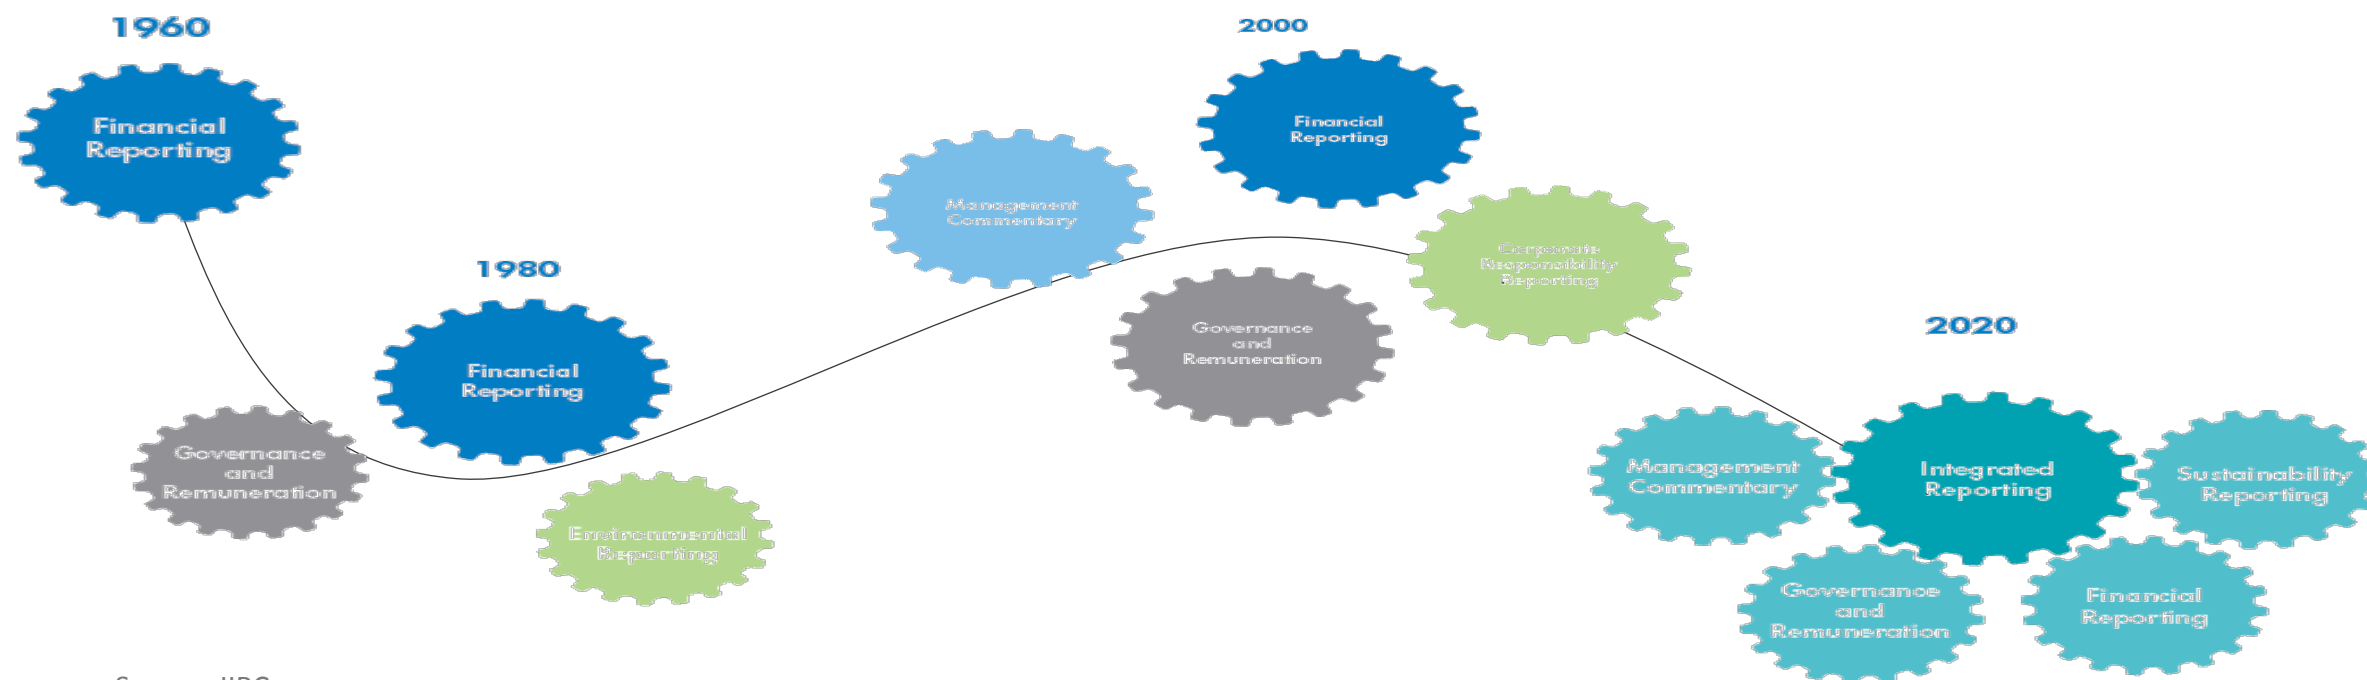 1960
Financial
Reporting
1980
Financial
Reporting
Governance
and
Remuneration
Environmental
Reporting
2000
Financial
Reporting
Management
Commentary
Corporate
Responsibility
Reporting
Governance
and
Remuneration
2020
Management
Commentary
Integrated
Reporting
Sustainability
Reporting
Governance
and
Remuneration
Financial
Reporting